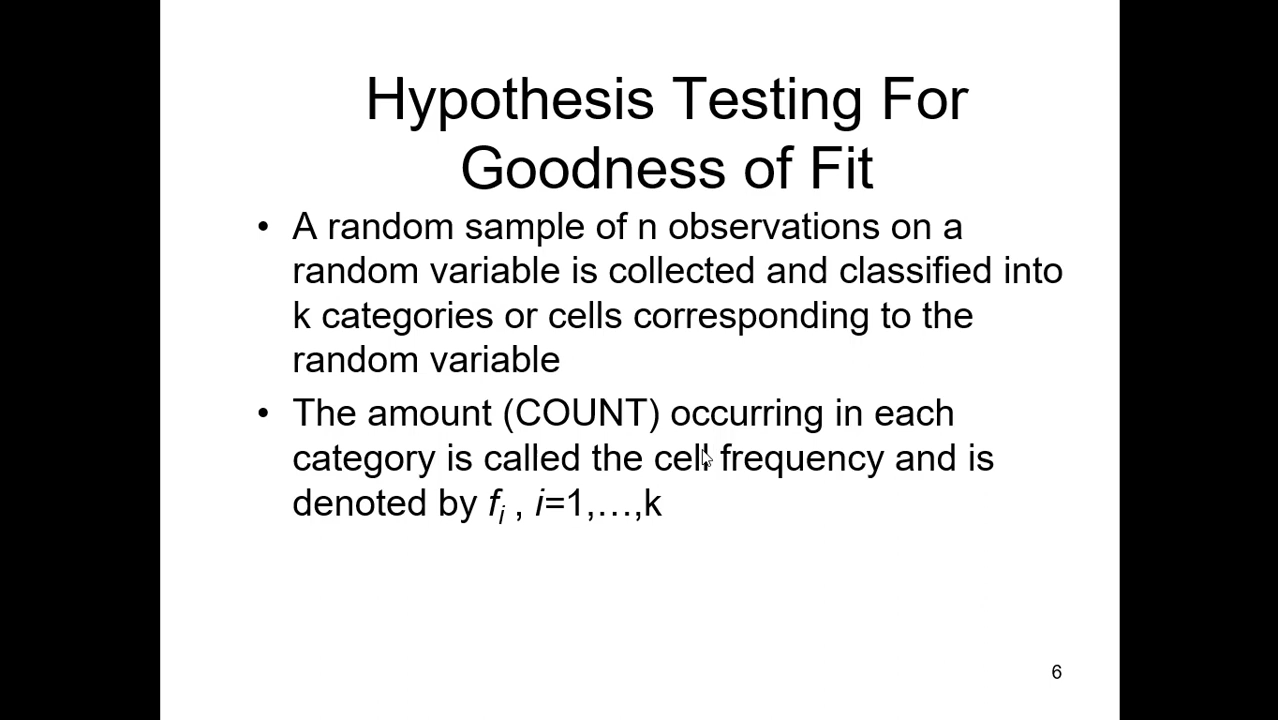 Hypothesis Testing For
Goodness of Fit
• A random sample of n observations on a
random variable is collected and classified into
k categories or cells corresponding to the
random variable
• The amount (COUNT) occurring in each
category is called the cell frequency and is
denoted by fᵢ , i=1,…,k
6